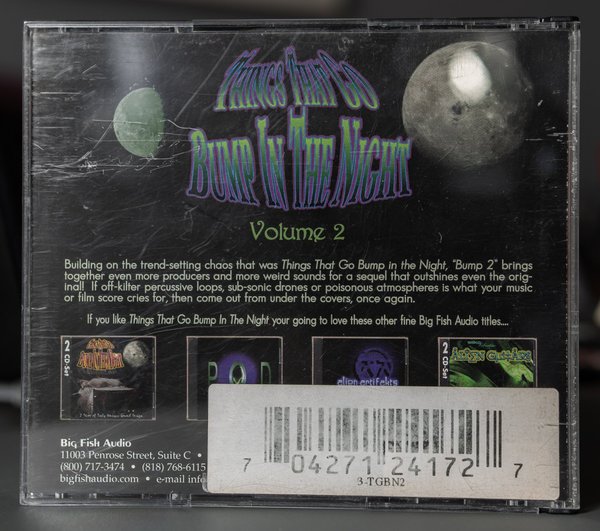 Things That Go
Bump In The Night
Volume 2
Building on the trend-setting chaos that was Things That Go Bump in the Night, "Bump 2" brings
together even more producers and more weird sounds for a sequel that outshines even the orig-
inal! If off-kilter percussive loops, sub-sonic drones or poisonous atmospheres is what your music
or film score cries for, then come out from under the covers, once again.
If you like Things That Go Bump In The Night your going to love these other fine Big Fish Audio titles....
2 CD-Set
Bump In The Night
alien artifakts
2 CD-Set
Big Fish Audio
11003 Penrose Street, Suite C •
(800) 717-3474 • (818) 768-6115
bigfishaudio.com • e-mail info
7 04271 24172 7
3-TGBN2